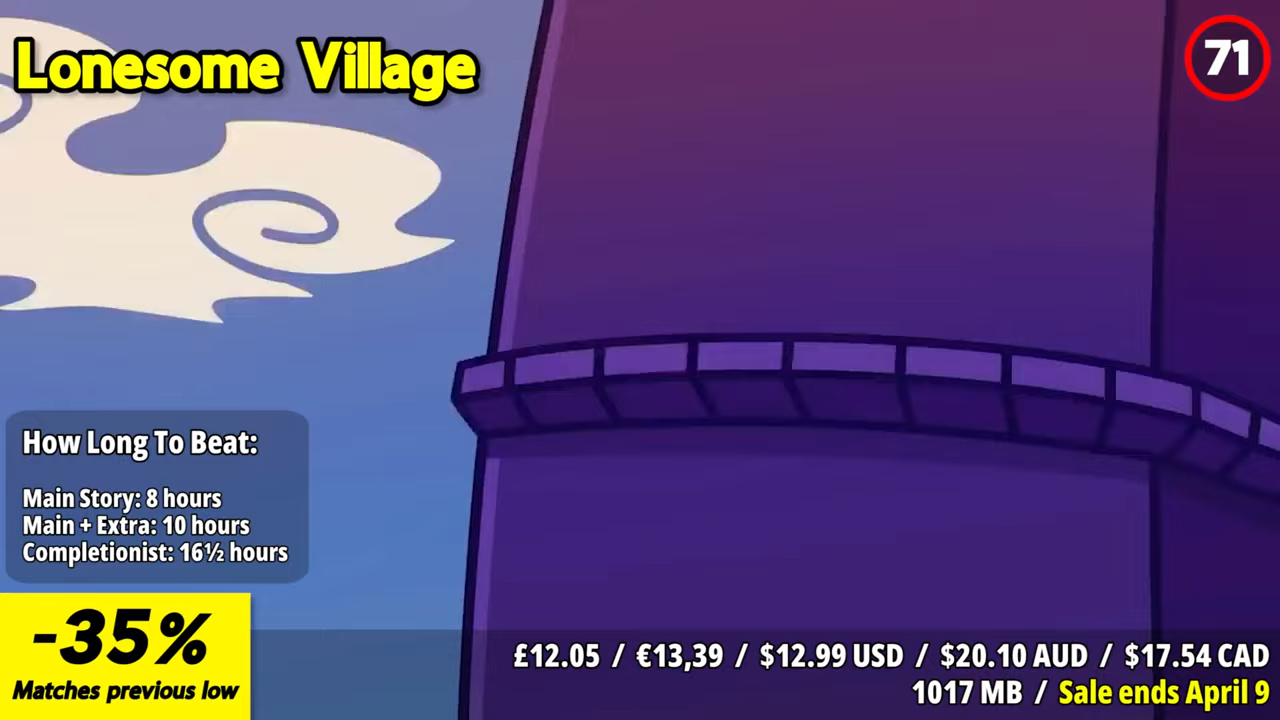 Lonesome Village
71
How Long To Beat:
Main Story: 8 hours
Main + Extra: 10 hours
Completionist: 16½ hours
-35%
Matches previous low
£12.05 / €13,39 / $12.99 USD / $20.10 AUD / $17.54 CAD
1017 MB / Sale ends April 9